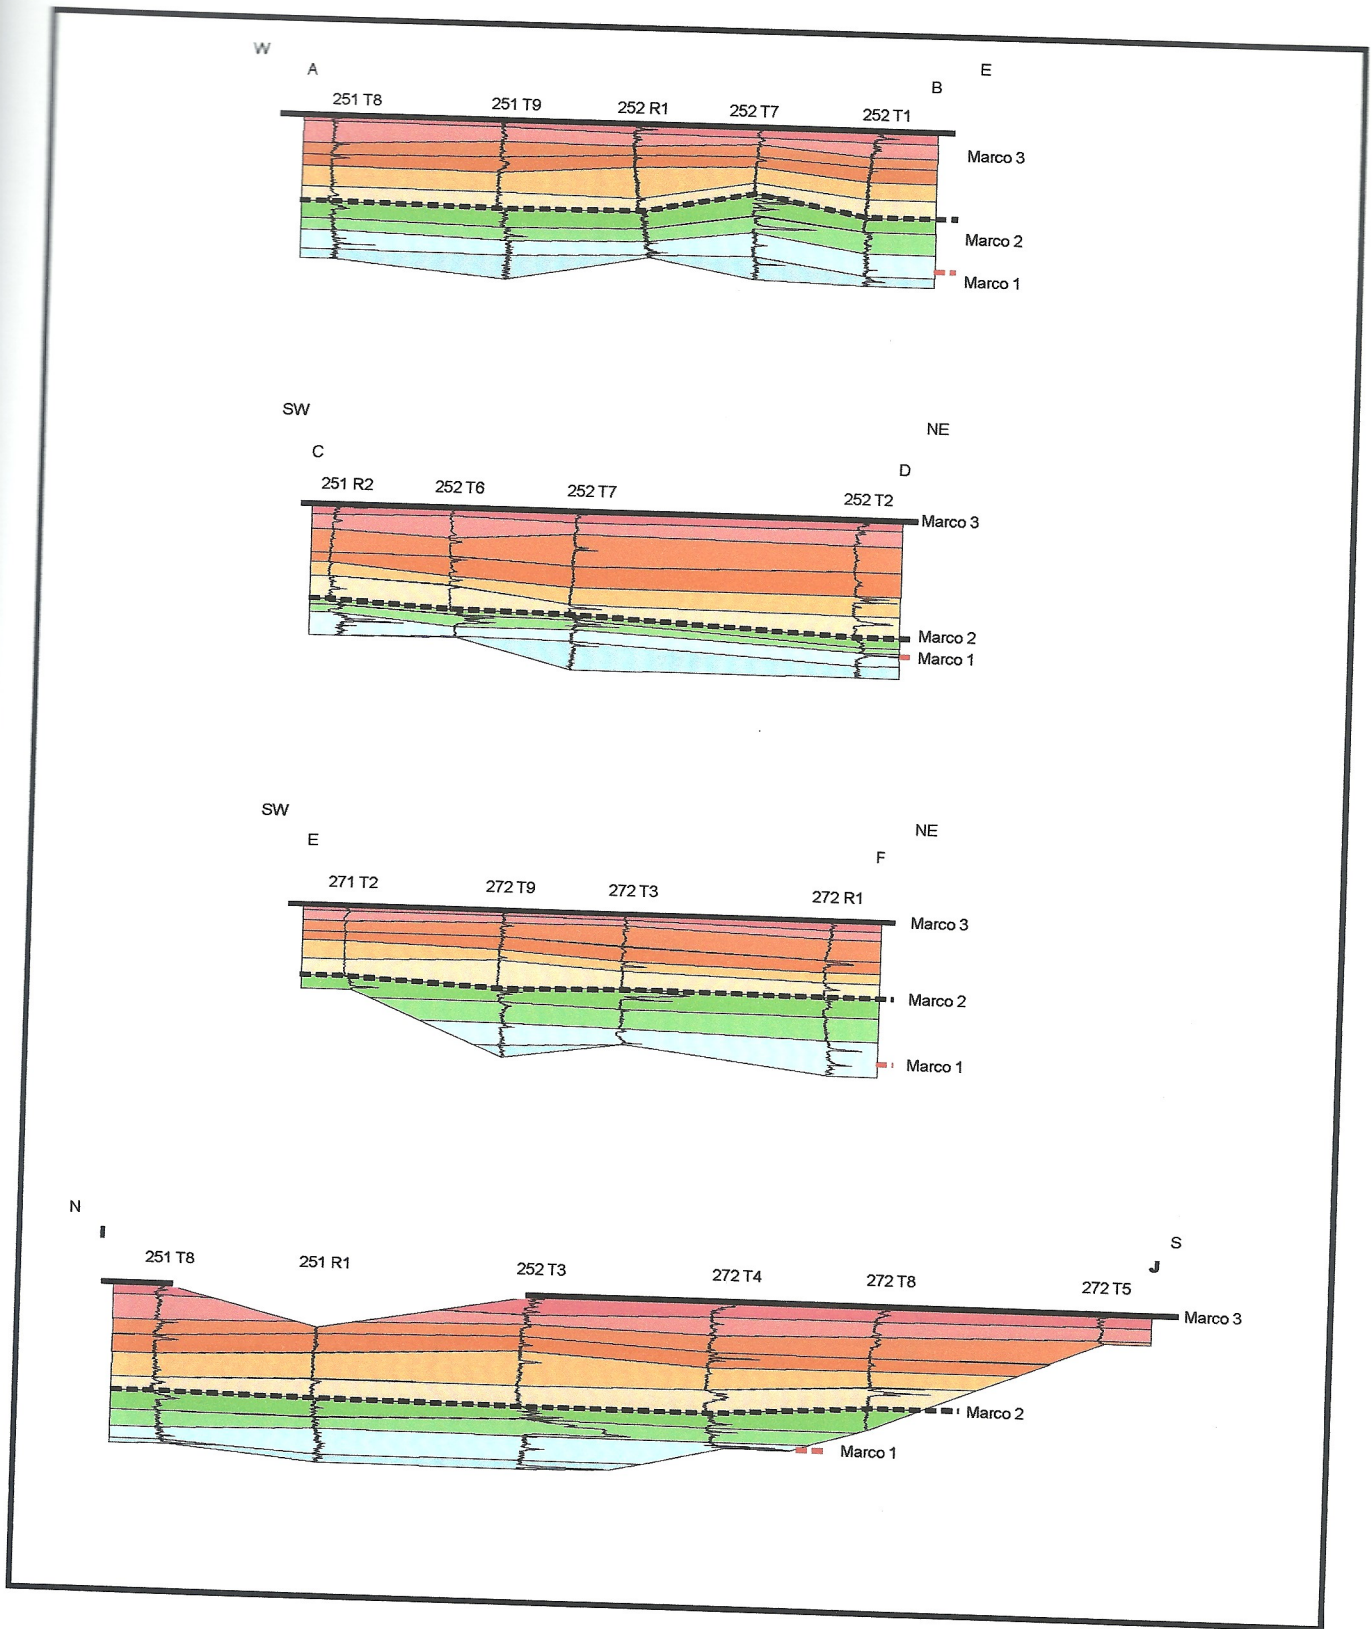 W E
A B
251 T8 251 T9 252 R1 252 T7 252 T1
Marco 3
Marco 2
Marco 1
SW NE
C D
251 R2 252 T6 252 T7 252 T2
Marco 3
Marco 2
Marco 1
SW NE
E F
271 T2 272 T9 272 T3 272 R1
Marco 3
Marco 2
Marco 1
N S
I J
251 T8 251 R1 252 T3 272 T4 272 T8 272 T5
Marco 3
Marco 2
Marco 1